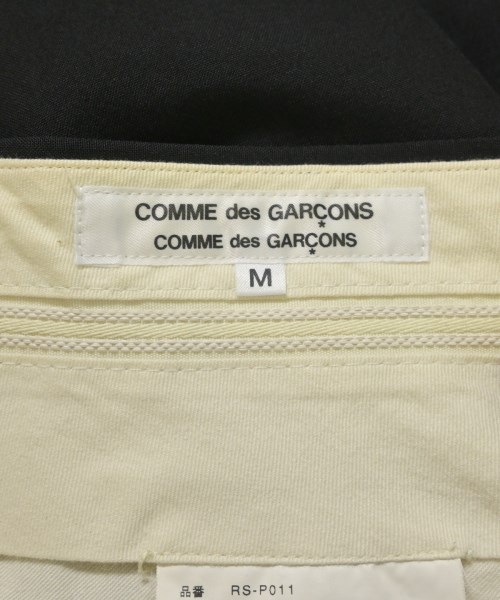 COMME des GARÇONS
COMME des GARÇONS
M
品番 RS-P011